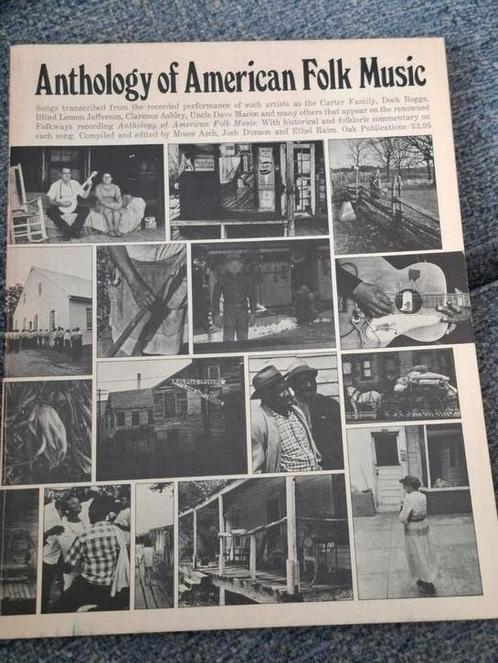 Anthology of American Folk Music
Songs transcribed from the recorded performance of such artists as the Carter Family, Dock Boggs,
Blind Lemon Jefferson, Clarence Ashley, Uncle Dave Macon and many others that appear on the renowned
Folkways recording Anthology of American Folk Music. With historical and folkloric commentary on
each song. Compiled and edited by Moses Asch, Josh Dunson and Ethel Raim. Oak Publications/$3.95